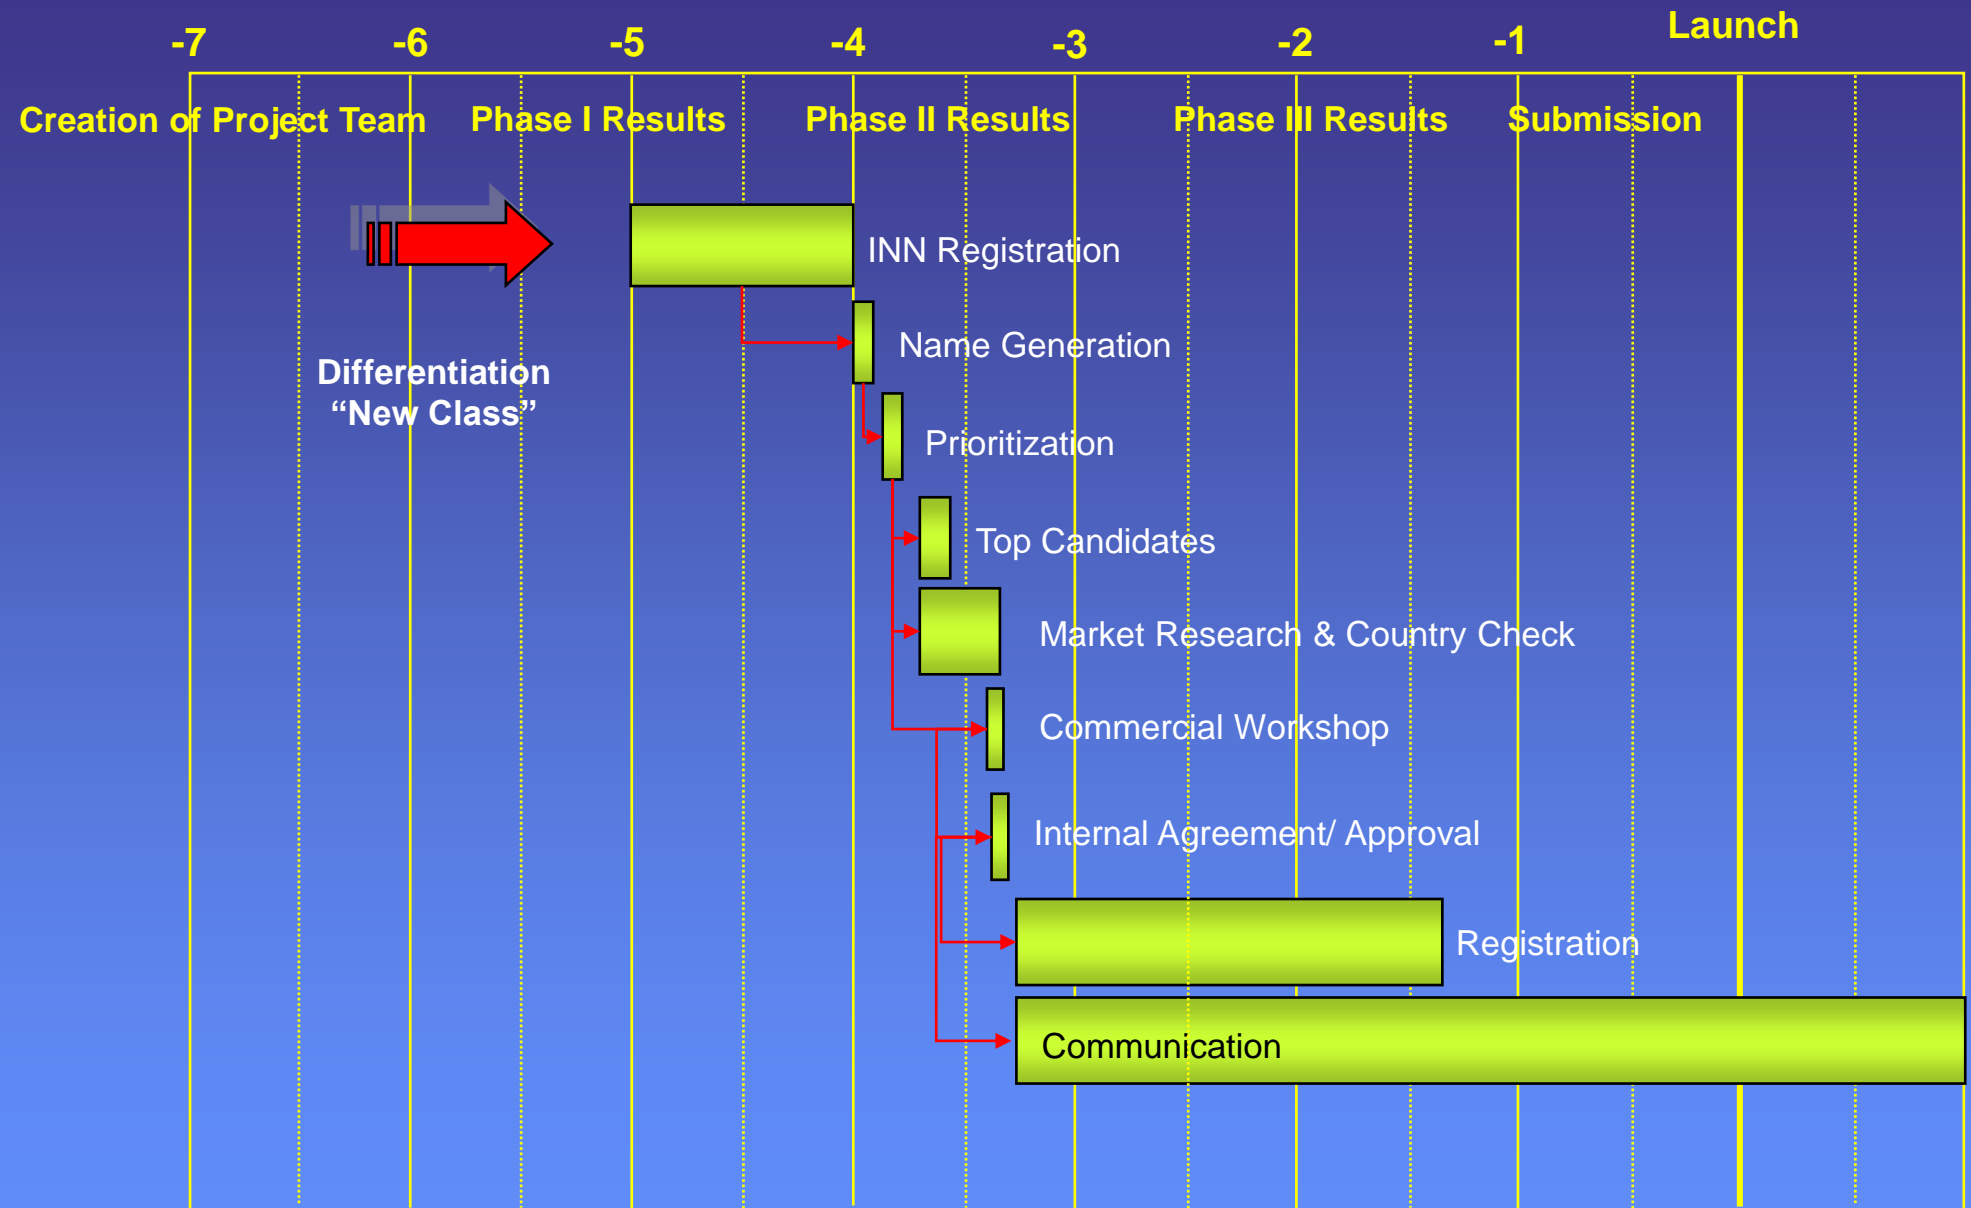 -7 -6 -5 -4 -3 -2 -1 Launch
Creation of Project Team Phase I Results Phase II Results Phase III Results Submission
INN Registration
Name Generation
Differentiation
“New Class”
Prioritization
Top Candidates
Market Research & Country Check
Commercial Workshop
Internal Agreement/ Approval
Registration
Communication